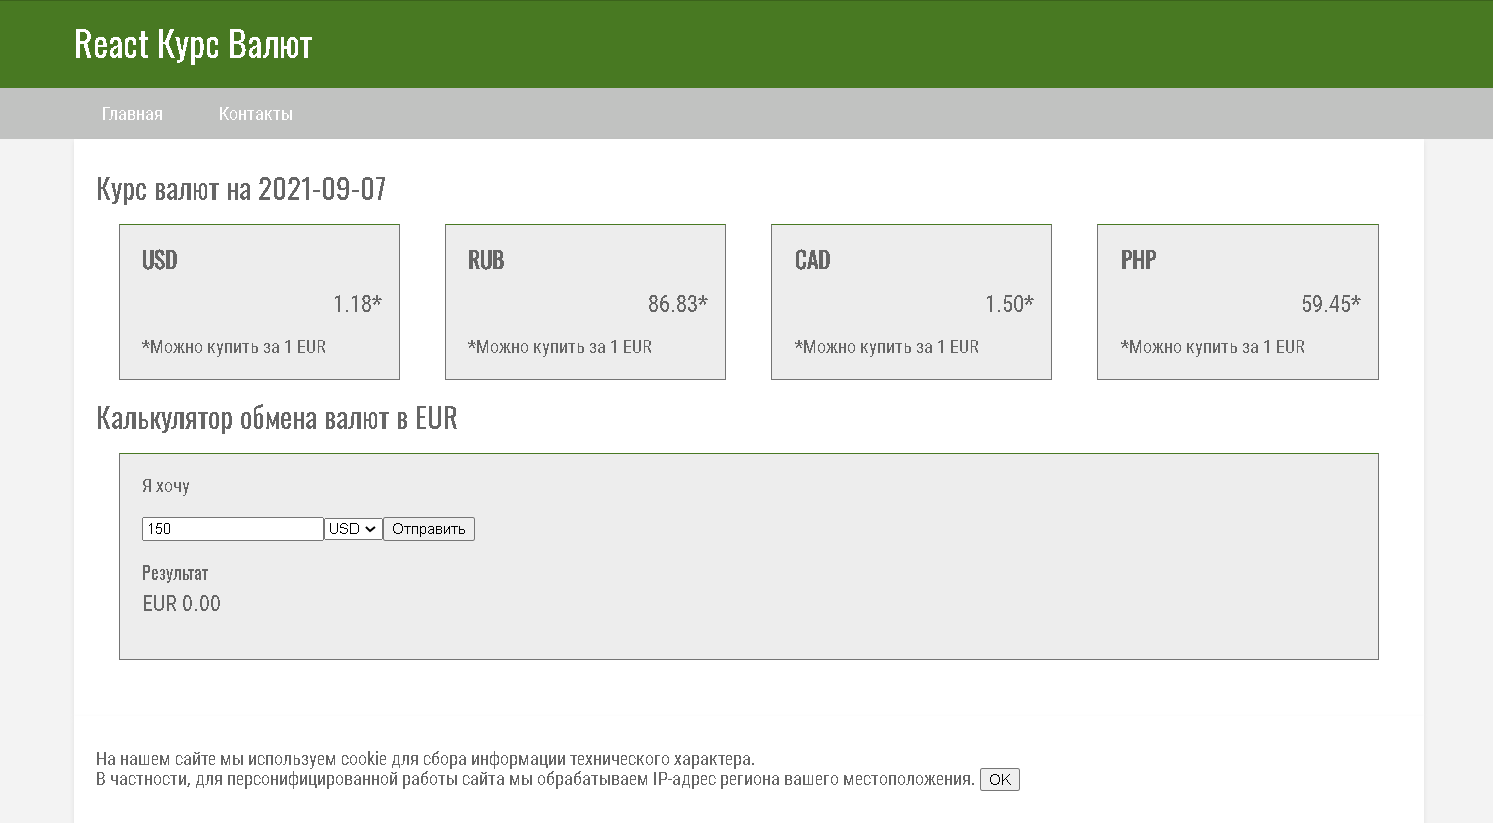 React Курс Валют
Главная Контакты
Курс валют на 2021-09-07
USD
1.18*
*Можно купить за 1 EUR
RUB
86.83*
*Можно купить за 1 EUR
CAD
1.50*
*Можно купить за 1 EUR
PHP
59.45*
*Можно купить за 1 EUR
Калькулятор обмена валют в EUR
Я хочу
150 USD Отправить
Результат
EUR 0.00
На нашем сайте мы используем cookie для сбора информации технического характера.
В частности, для персонифицированной работы сайта мы обрабатываем IP-адрес региона вашего местоположения. OK